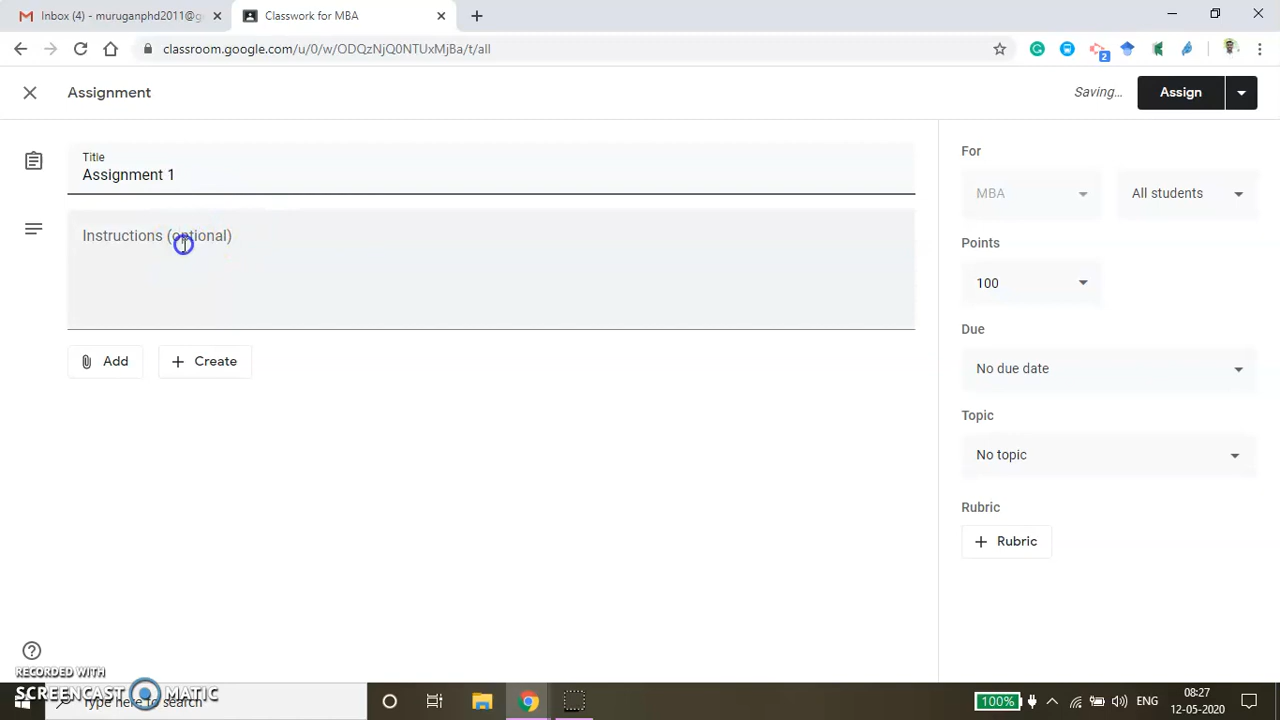 Inbox (4) - muruganphd2011@g
Classwork for MBA
classroom.google.com/u/0/w/ODQzNjQ0NTUxMjBa/t/all
2
Assignment
Saving...
Assign
Title
Assignment 1
Instructions (optional)
Add
Create
For
MBA
All students
Points
100
Due
No due date
Topic
No topic
Rubric
Rubric
RECORDED WITH
SCREENCAST MATIC
Type here to search
100%
ENG
08:27
12-05-2020